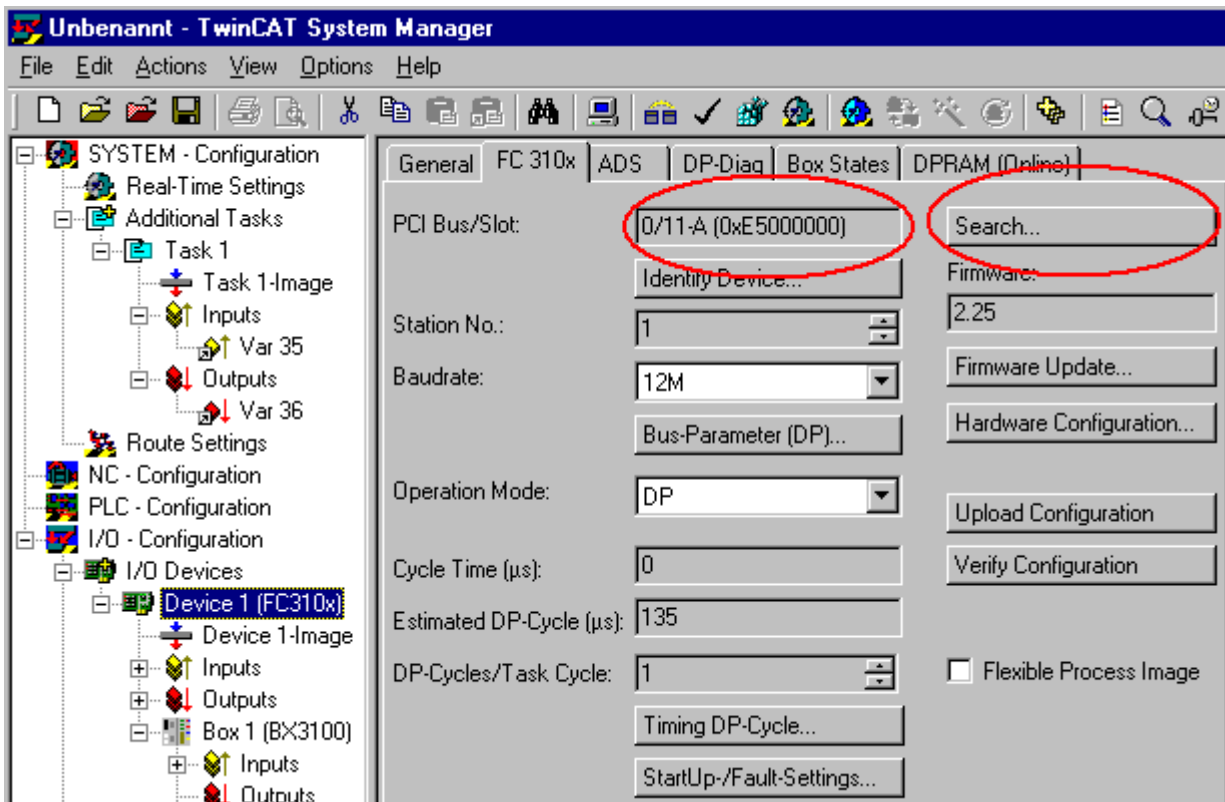 Unbenannt - TwinCAT System Manager
File Edit Actions View Options Help
SYSTEM - Configuration
Real-Time Settings
Additional Tasks
Task 1
Task 1-Image
Inputs
Var 35
Outputs
Var 36
Route Settings
NC - Configuration
PLC - Configuration
I/O - Configuration
I/O Devices
Device 1 (FC310x)
Device 1-Image
Inputs
Outputs
Box 1 (BX3100)
Inputs
Outputs
General FC 310x ADS DP-Diag Box States DPRAM (Online)
PCI Bus/Slot: 0/11-A (0xE5000000) Search...
Identify Device... Firmware:
Station No.: 1 2.25
Baudrate: 12M Firmware Update...
Bus-Parameter (DP)... Hardware Configuration...
Operation Mode: DP Upload Configuration
Cycle Time (µs): 0 Verify Configuration
Estimated DP-Cycle (µs): 135
DP-Cycles/Task Cycle: 1 Flexible Process Image
Timing DP-Cycle...
StartUp-/Fault-Settings...